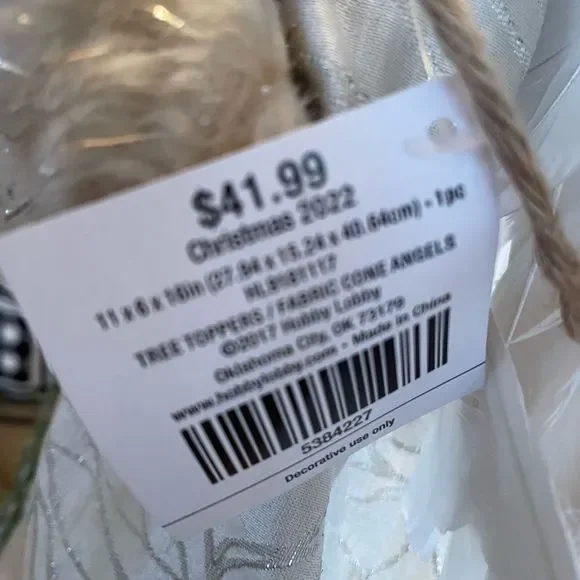 $41.99
Christmas 2022
11 x 6 x 16in (27.94 x 15.24 x 40.64cm) - 1pc
HL9181117
TREE TOPPERS / FABRIC CONE ANGELS
©2017 Hobby Lobby
Oklahoma City, OK 73179
www.hobbylobby.com - Made in China
5384227
Decorative use only